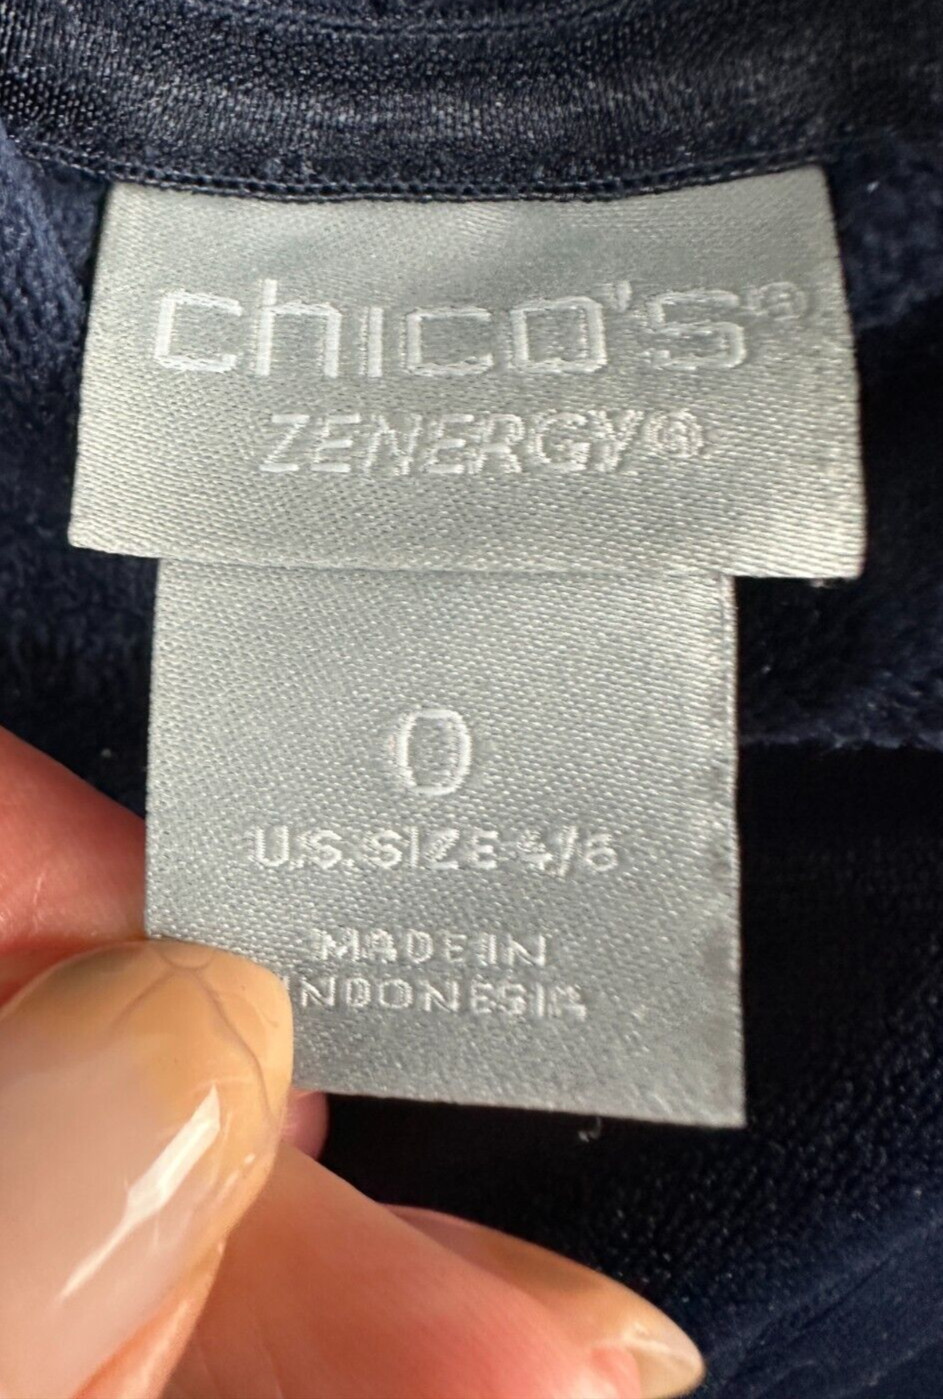 chico's®
ZENERGY®
0
U.S. SIZE 4/6
MADE IN
INDONESIA